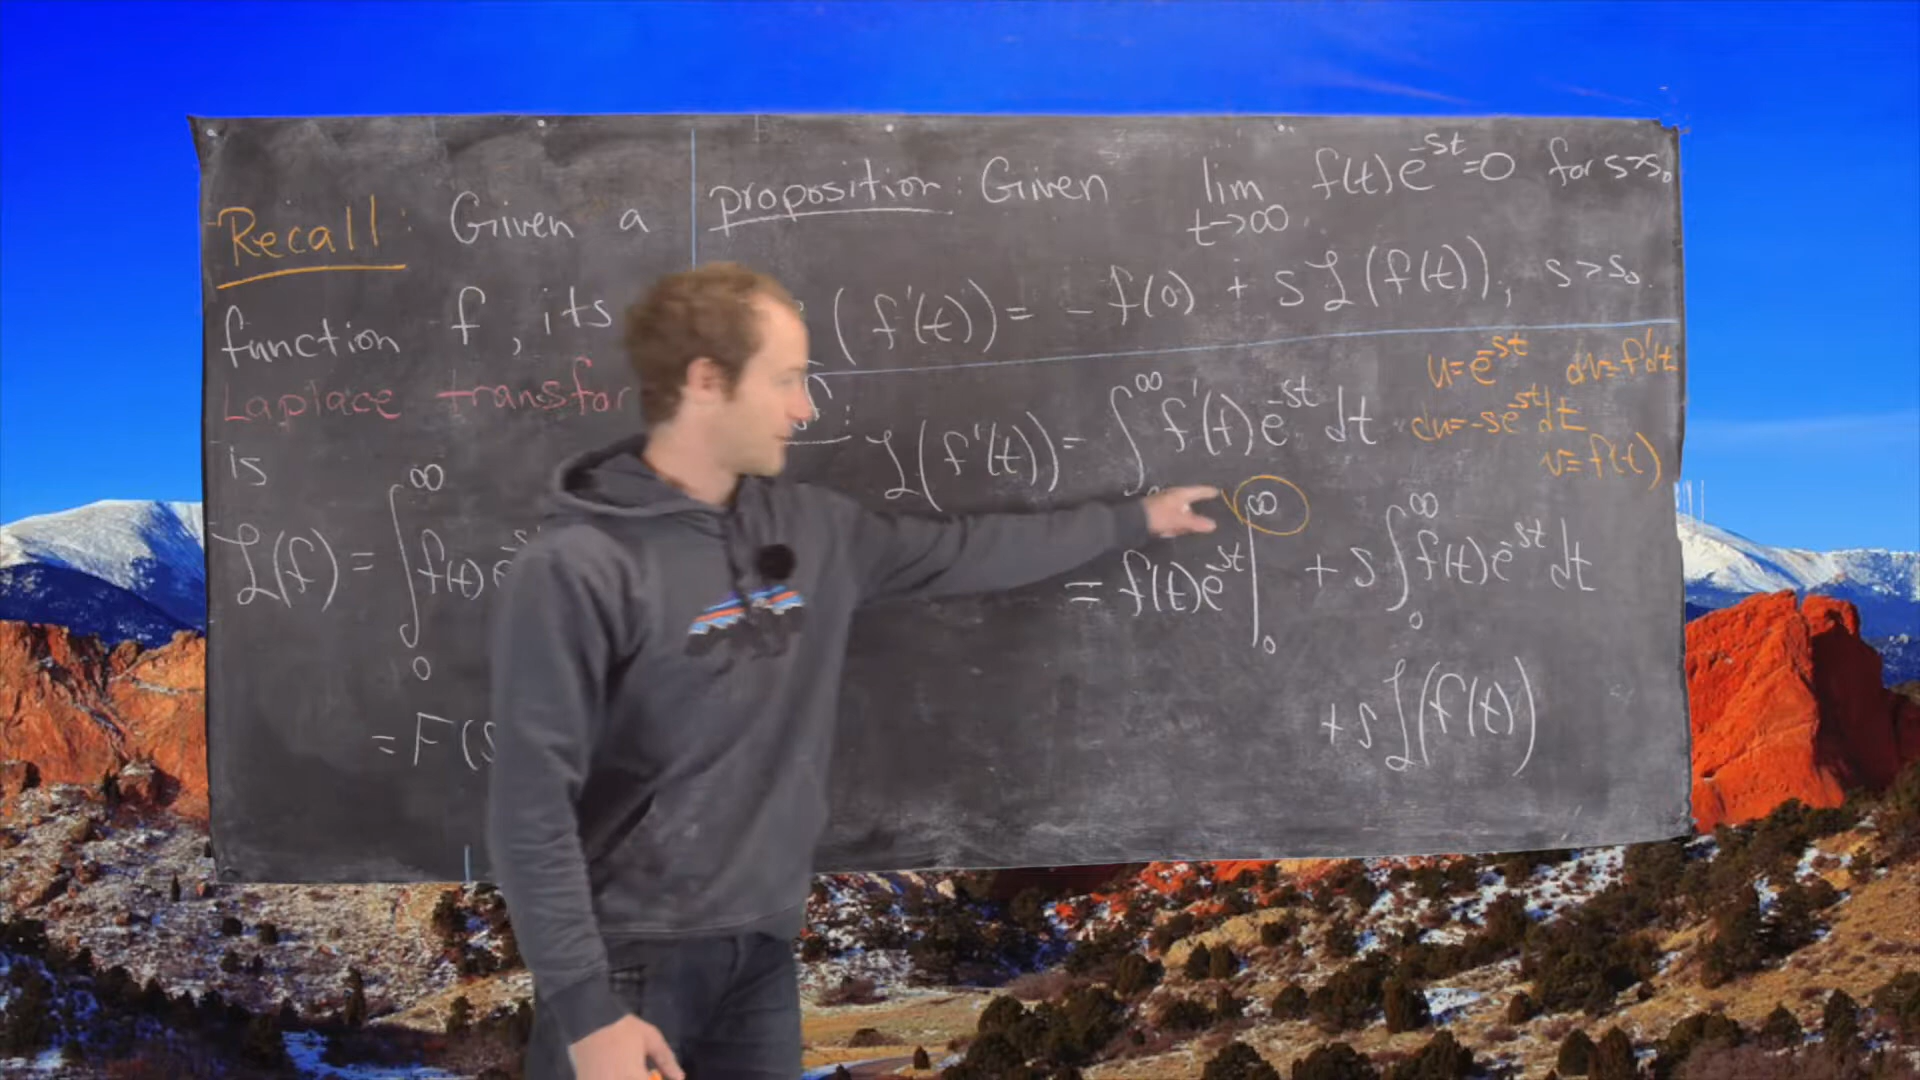 Recall: Given a
function f, its
Laplace transfor
is
ℒ(f) = ∫₀^∞ f(t)e
= F(s
proposition: Given lim_{t→∞} f(t)e^{-st}=0 for s>s₀
(f'(t)) = -f(0) + sℒ(f(t)), s>s₀.
ℒ(f'(t)) = ∫^∞ f'(t)e^{-st}dt
u=e^{-st} dv=f'dt
du=-se^{-st}dt
v=f(t)
= f(t)e^{-st}|₀^∞ + s∫₀^∞ f(t)e^{-st}dt
+sℒ(f(t))